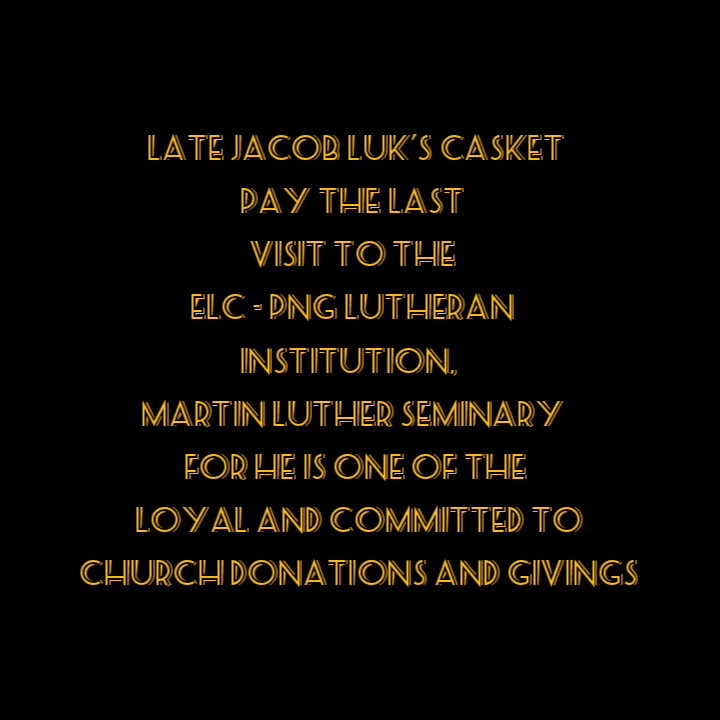 LATE JACOB LUK'S CASKET
PAY THE LAST
VISIT TO THE
ELC - PNG LUTHERAN
INSTITUTION,
MARTIN LUTHER SEMINARY
FOR HE IS ONE OF THE
LOYAL AND COMMITTED TO
CHURCH DONATIONS AND GIVINGS